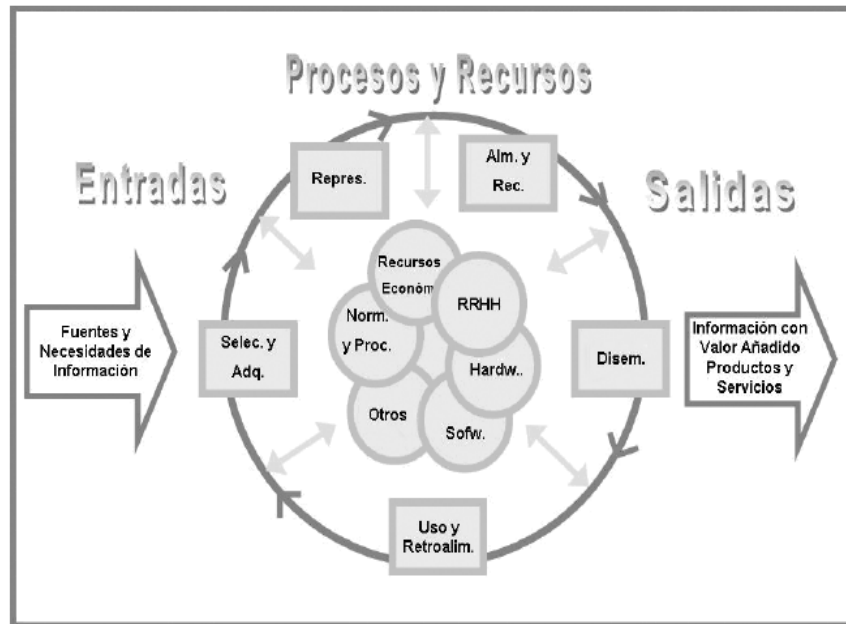 Procesos y Recursos
Entradas
Salidas
Repres.
Alm. y
Rec.
Recursos
Económ
RRHH
Norm.
y Proc.
Hardw..
Otros
Sofw.
Fuentes y
Necesidades de
Información
Selec. y
Adq.
Disem.
Información con
Valor Añadido
Productos y
Servicios
Uso y
Retroalim.